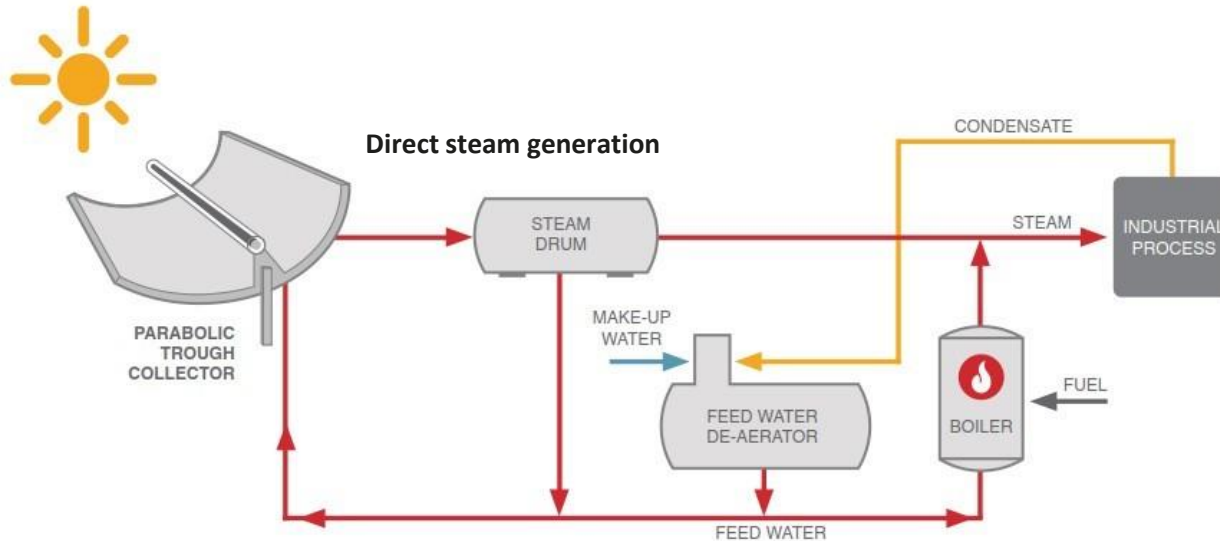 Direct steam generation
CONDENSATE
STEAM
DRUM
STEAM
INDUSTRIAL
PROCESS
PARABOLIC
TROUGH
COLLECTOR
MAKE-UP
WATER
FEED WATER
DE-AERATOR
BOILER
FUEL
FEED WATER